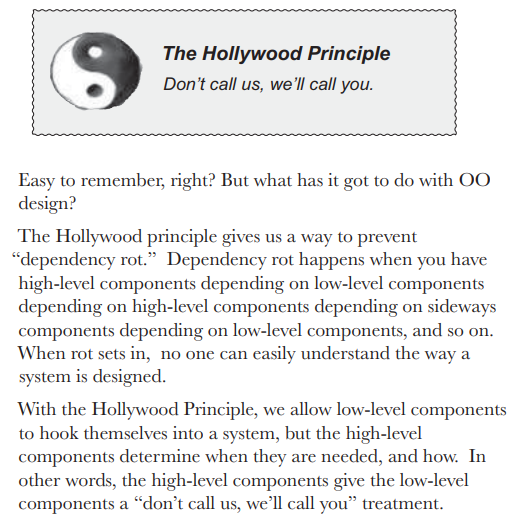 The Hollywood Principle
Don't call us, we'll call you.
Easy to remember, right? But what has it got to do with OO
design?
The Hollywood principle gives us a way to prevent
“dependency rot.”  Dependency rot happens when you have
high-level components depending on low-level components
depending on high-level components depending on sideways
components depending on low-level components, and so on.
When rot sets in,  no one can easily understand the way a
system is designed.
With the Hollywood Principle, we allow low-level components
to hook themselves into a system, but the high-level
components determine when they are needed, and how.  In
other words, the high-level components give the low-level
components a “don't call us, we'll call you” treatment.